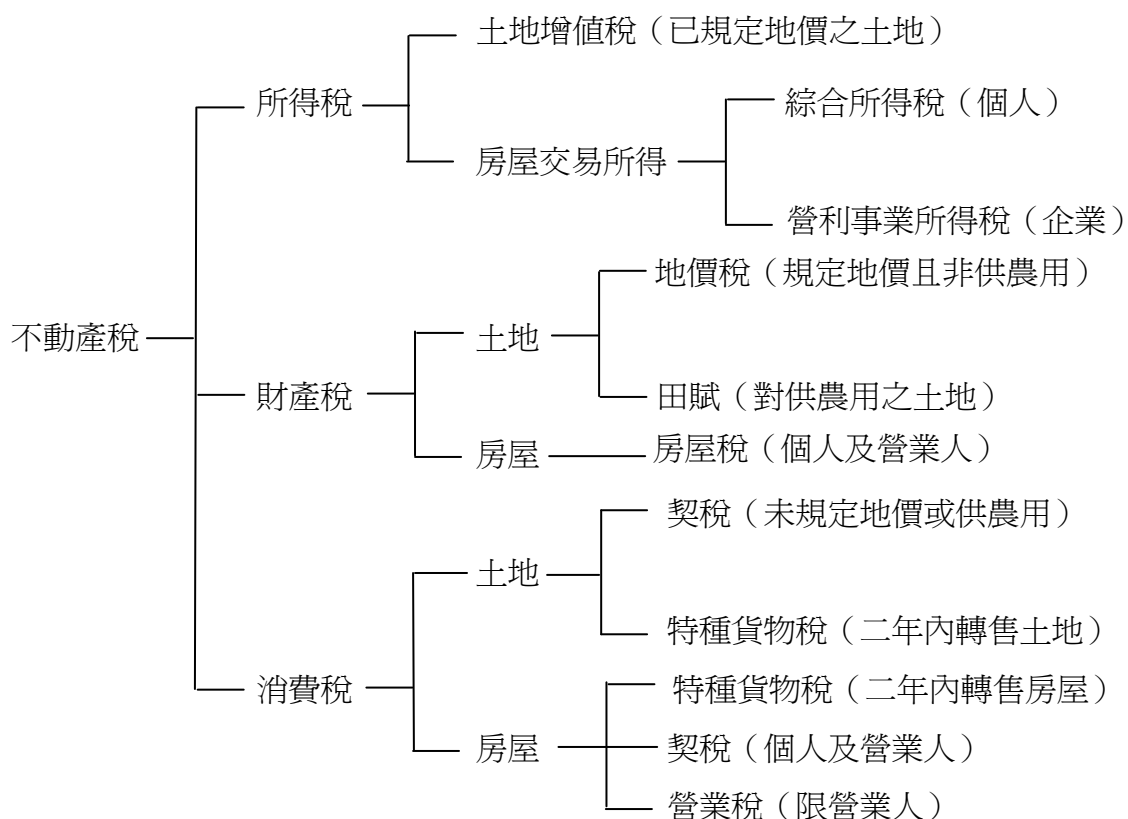 土地增值稅（已規定地價之土地）
所得稅
綜合所得稅（個人）
房屋交易所得
營利事業所得稅（企業）
地價稅（規定地價且非供農用）
不動產稅
土地
財產稅
田賦（對供農用之土地）
房屋
房屋稅（個人及營業人）
契稅（未規定地價或供農用）
土地
特種貨物稅（二年內轉售土地）
消費稅
特種貨物稅（二年內轉售房屋）
房屋
契稅（個人及營業人）
營業稅（限營業人）